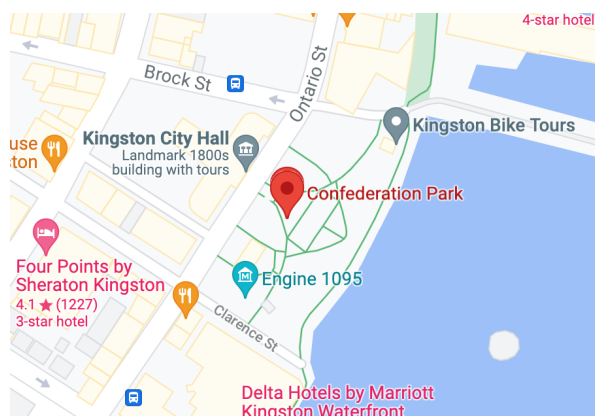 4-star hotel
Brock St
Ontario St
Kingston Bike Tours
Kingston City Hall
Landmark 1800s
building with tours
use
ston
Confederation Park
Four Points by
Sheraton Kingston
4.1 ★ (1227)
3-star hotel
Engine 1095
Clarence St
Delta Hotels by Marriott
Kingston Waterfront